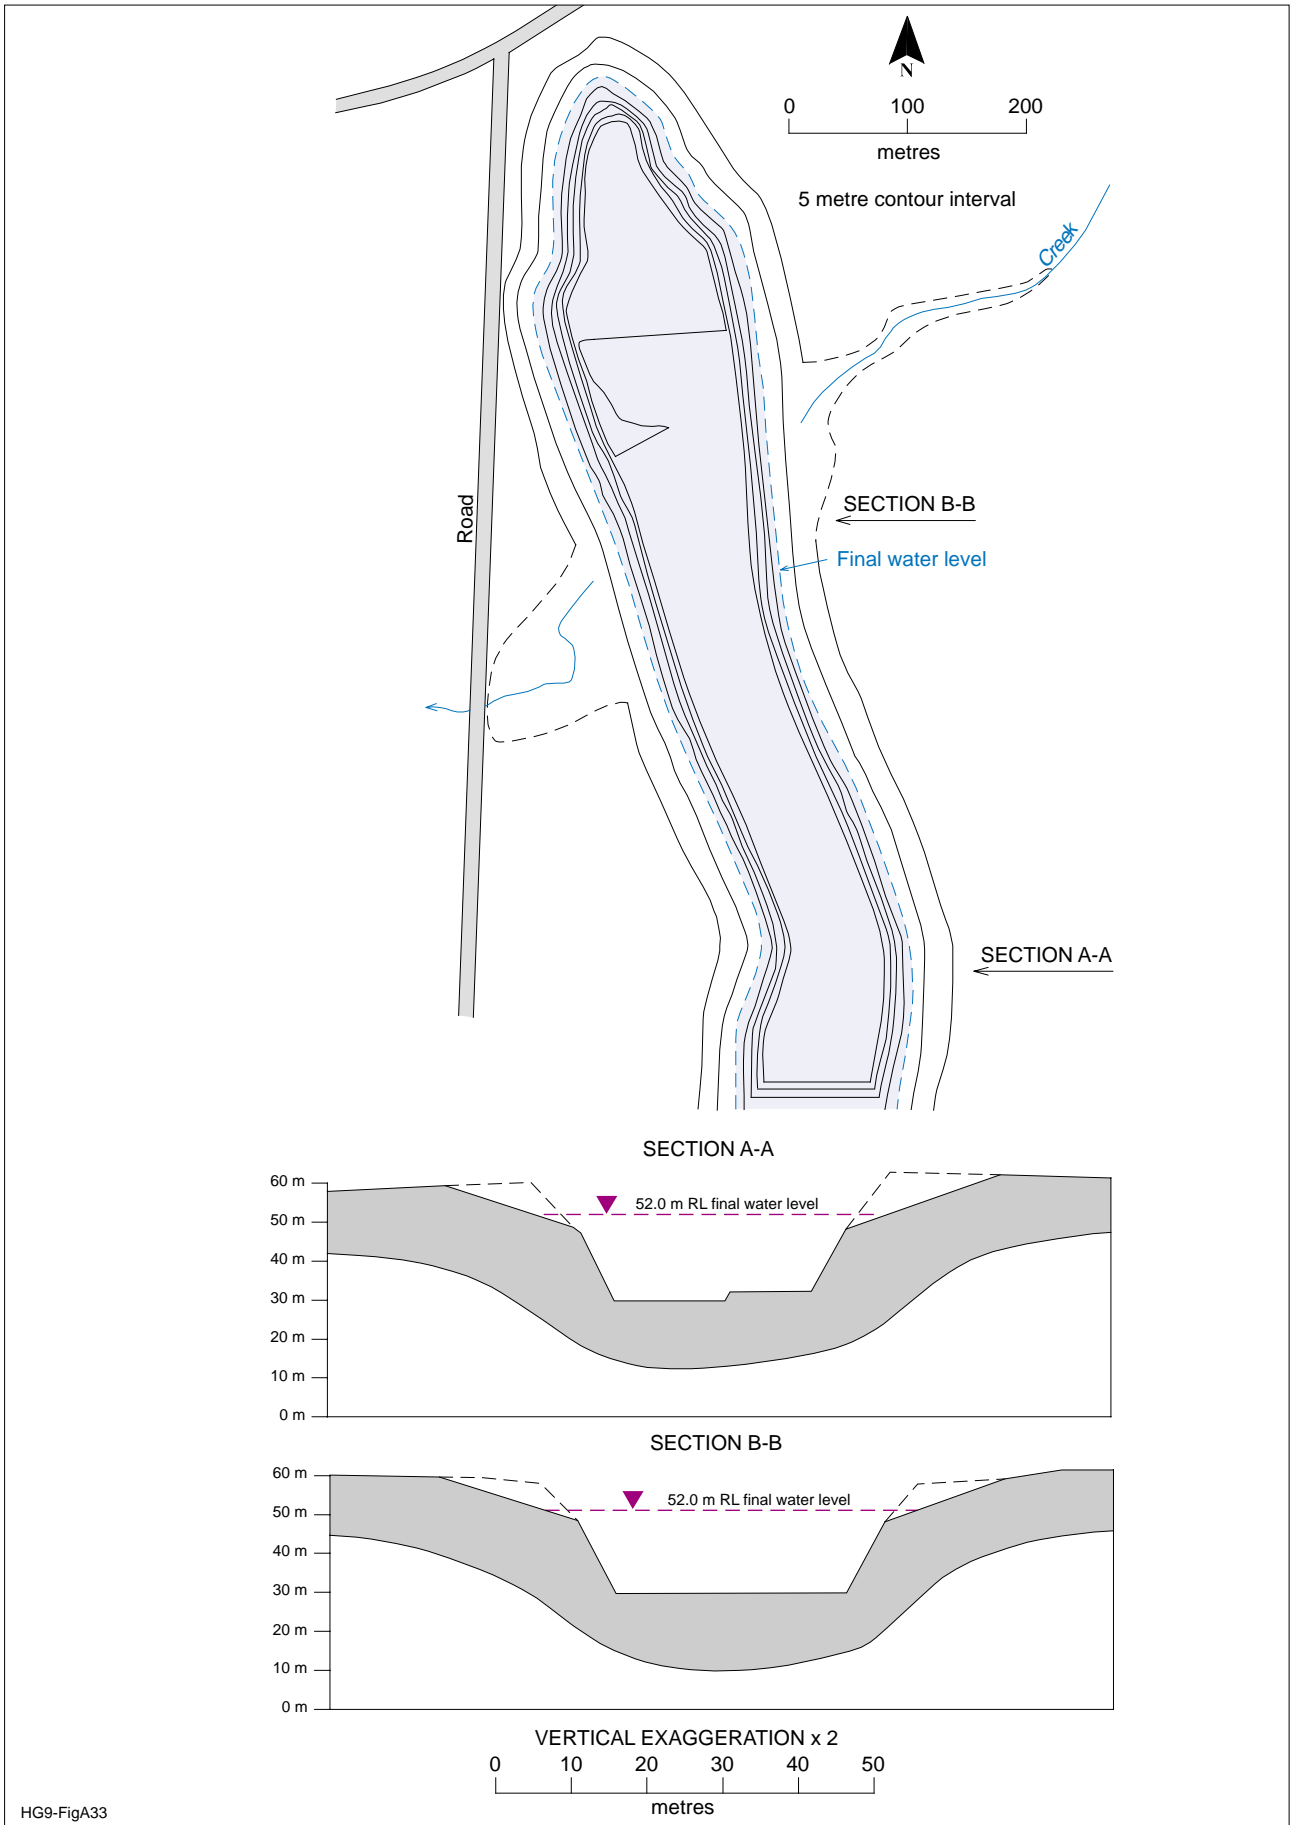 N
0 100 200
metres
5 metre contour interval
Creek
Road
SECTION B-B
Final water level
SECTION A-A
SECTION A-A
60 m
52.0 m RL final water level
50 m
40 m
30 m
20 m
10 m
0 m
SECTION B-B
60 m
52.0 m RL final water level
50 m
40 m
30 m
20 m
10 m
0 m
VERTICAL EXAGGERATION x 2
0 10 20 30 40 50
metres
HG9-FigA33